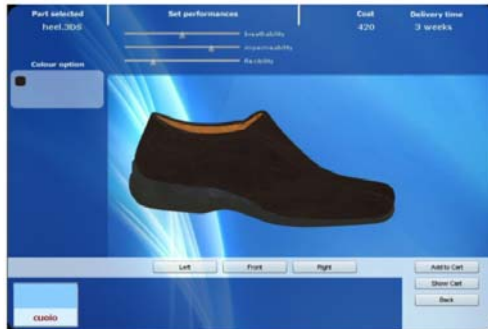 Part selected
heel.3DS
Set performances
breathability
impermeability
flexibility
Cost
420
Delivery time
3 weeks
Colour option
Left
Front
Right
Add to Cart
Show Cart
Back
cuoio